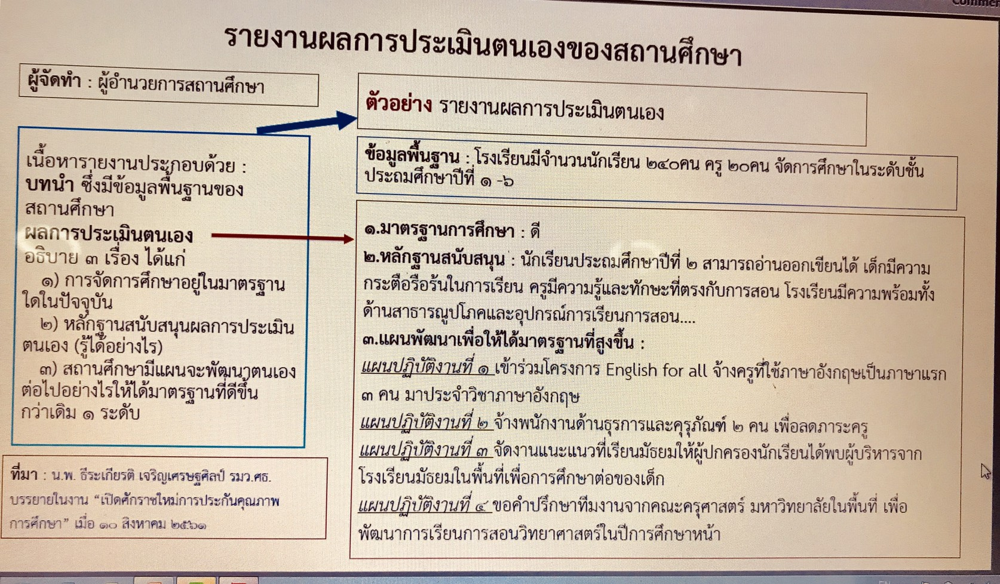 รายงานผลการประเมินตนเองของสถานศึกษา
ผู้จัดทำ : ผู้อำนวยการสถานศึกษา
เนื้อหารายงานประกอบด้วย :
บทนำ ซึ่งมีข้อมูลพื้นฐานของ
สถานศึกษา
ผลการประเมินตนเอง
อธิบาย ๓ เรื่อง ได้แก่
๑) การจัดการศึกษาอยู่ในมาตรฐาน
ใดในปัจจุบัน
๒) หลักฐานสนับสนุนผลการประเมิน
ตนเอง (รู้ได้อย่างไร)
๓) สถานศึกษามีแผนจะพัฒนาตนเอง
ต่อไปอย่างไรให้ได้มาตรฐานที่ดีขึ้น
กว่าเดิม ๑ ระดับ
ที่มา : น.พ. ธีระเกียรติ เจริญเศรษฐศิลป์ รมว.ศธ.
บรรยายในงาน “เปิดศักราชใหม่การประกันคุณภาพ
การศึกษา” เมื่อ ๑๐ สิงหาคม ๒๕๖๑
ตัวอย่าง รายงานผลการประเมินตนเอง
ข้อมูลพื้นฐาน : โรงเรียนมีจำนวนนักเรียน ๒๔๐คน ครู ๒๐คน จัดการศึกษาในระดับชั้น
ประถมศึกษาปีที่ ๑ -๖
๑.มาตรฐานการศึกษา : ดี
๒.หลักฐานสนับสนุน : นักเรียนประถมศึกษาปีที่ ๒ สามารถอ่านออกเขียนได้ เด็กมีความ
กระตือรือร้นในการเรียน ครูมีความรู้และทักษะที่ตรงกับการสอน โรงเรียนมีความพร้อมทั้ง
ด้านสาธารณูปโภคและอุปกรณ์การเรียนการสอน....
๓.แผนพัฒนาเพื่อให้ได้มาตรฐานที่สูงขึ้น :
แผนปฏิบัติงานที่ ๑ เข้าร่วมโครงการ English for all จ้างครูที่ใช้ภาษาอังกฤษเป็นภาษาแรก
๓ คน มาประจำวิชาภาษาอังกฤษ
แผนปฏิบัติงานที่ ๒ จ้างพนักงานด้านธุรการและคุรุภัณฑ์ ๒ คน เพื่อลดภาระครู
แผนปฏิบัติงานที่ ๓ จัดงานแนะแนวที่เรียนมัธยมให้ผู้ปกครองนักเรียนได้พบผู้บริหารจาก
โรงเรียนมัธยมในพื้นที่เพื่อการศึกษาต่อของเด็ก
แผนปฏิบัติงานที่ ๔ ขอคำปรึกษาทีมงานจากคณะครุศาสตร์ มหาวิทยาลัยในพื้นที่ เพื่อ
พัฒนาการเรียนการสอนวิทยาศาสตร์ในปีการศึกษาหน้า